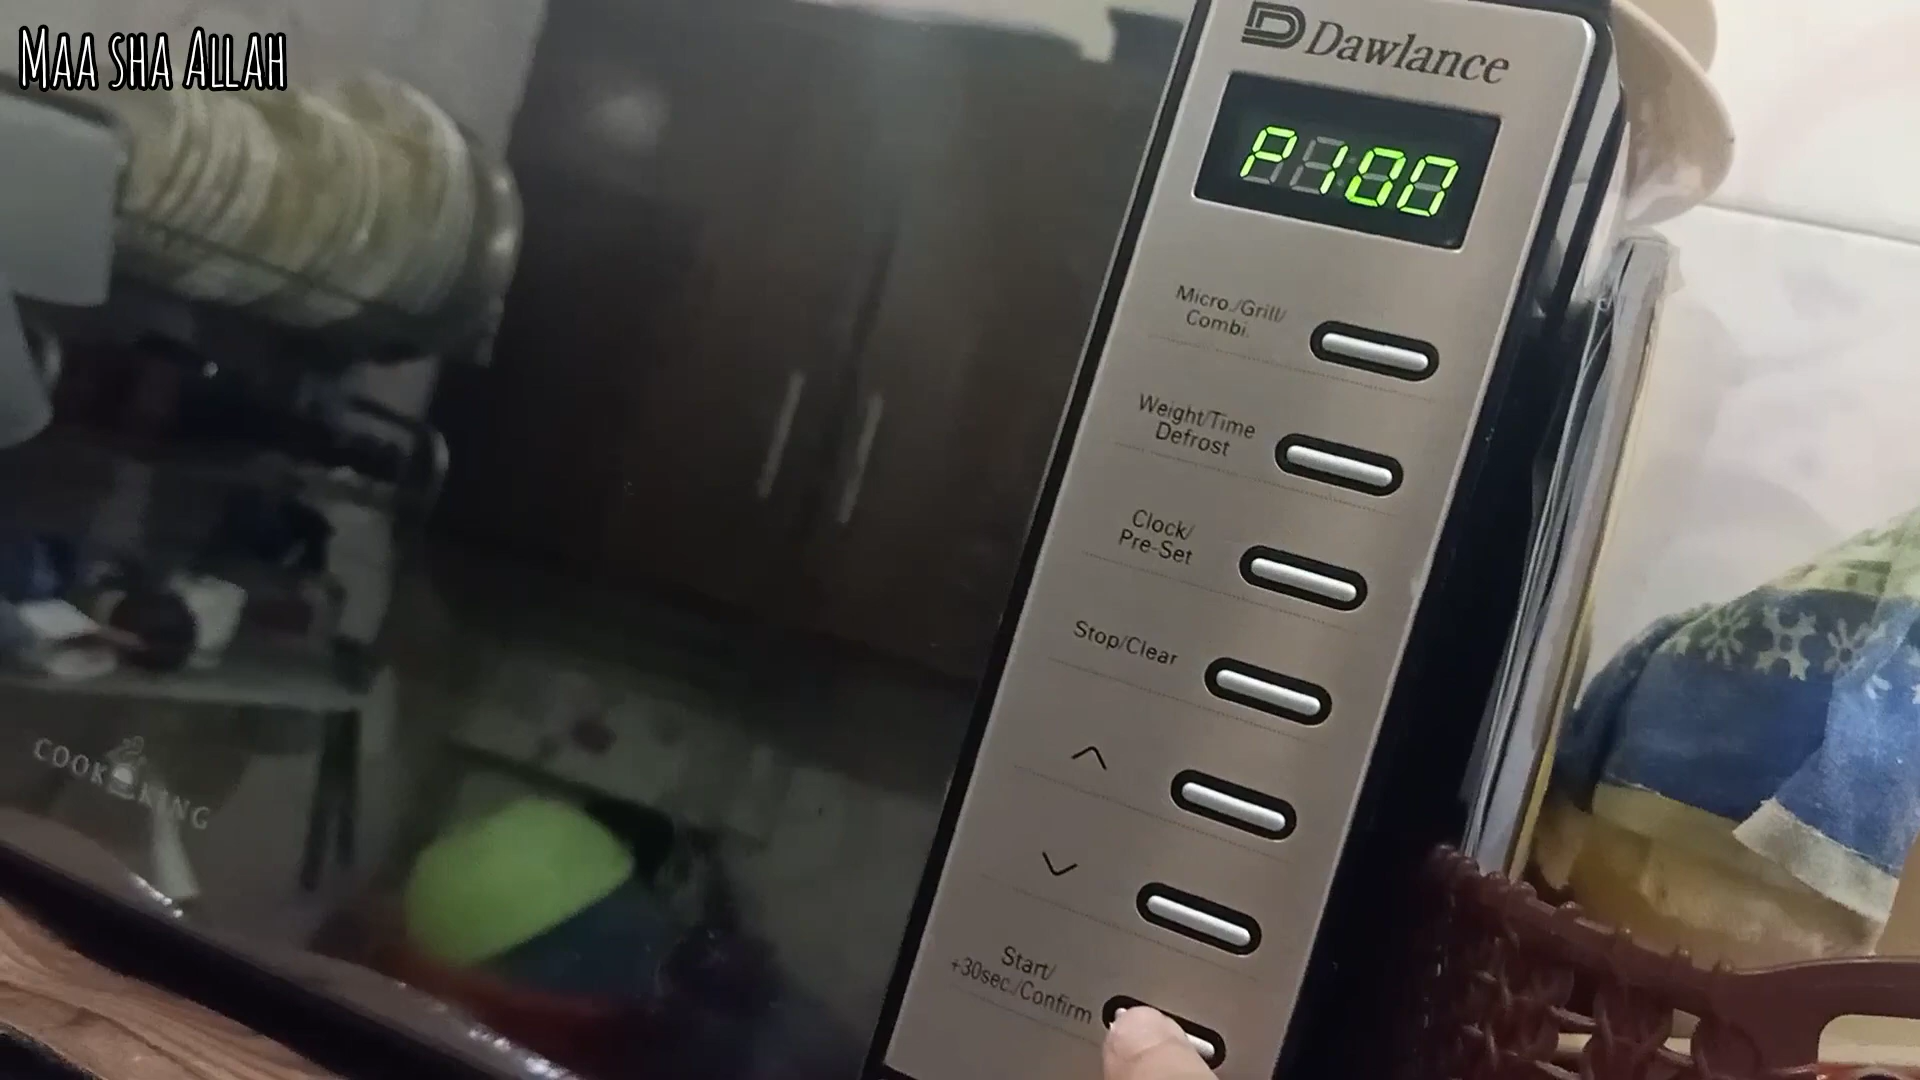 Maa sha Allah
Dawlance
P100
Micro./Grill/
Combi.
Weight/Time
Defrost
Clock/
Pre-Set
Stop/Clear
Start/
+30sec./Confirm
COOK KING